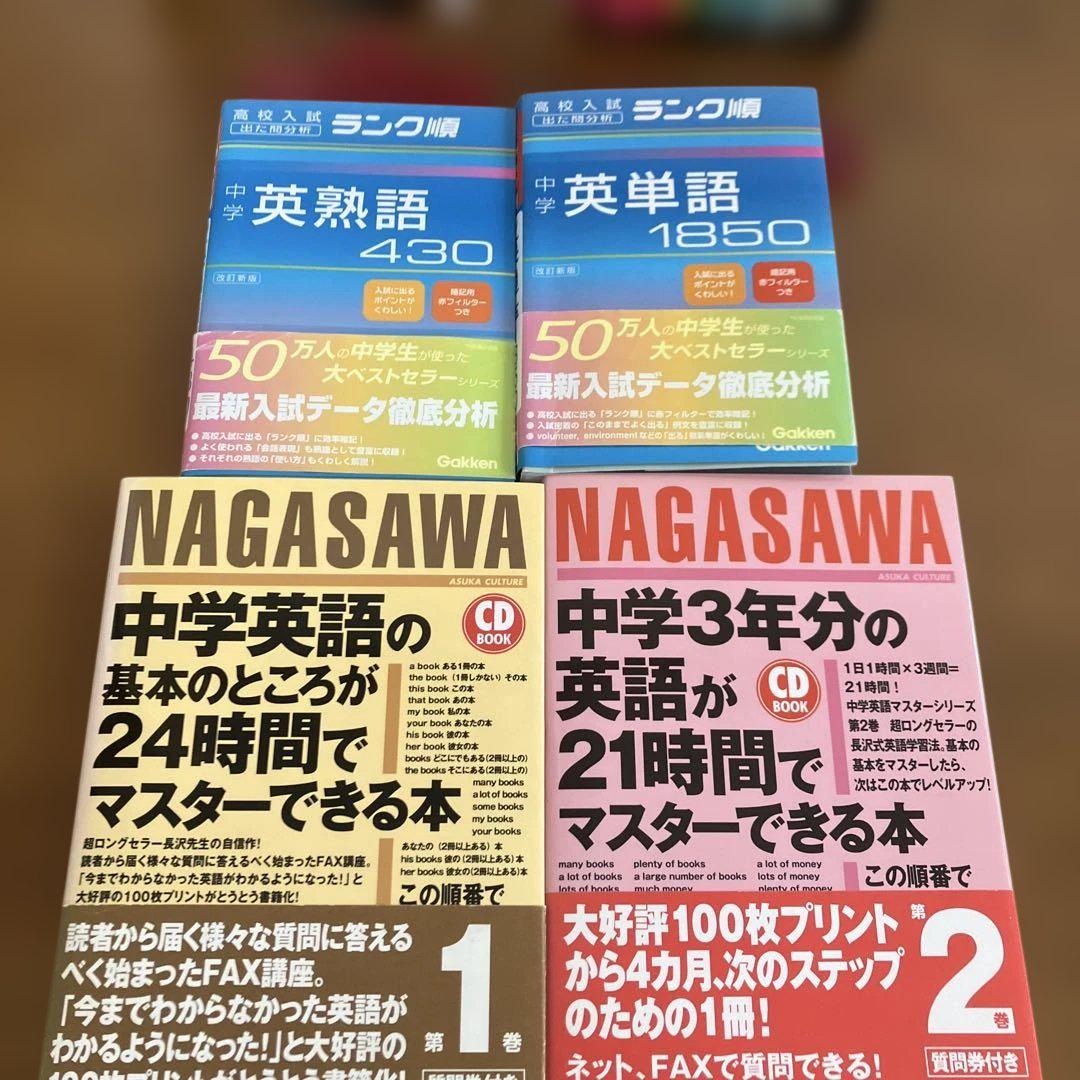 高校入試
出た問分析
ランク順
中学
英熟語
430
改訂新版
入試に出る
ポイントが
くわしい!
暗記用
赤フィルター
つき
50万人の中学生が使った
大ベストセラーシリーズ
最新入試データ徹底分析
● 高校入試に出る「ランク順」に効率暗記!
● よく使われる「会話表現」も熟語として豊富に収録!
● それぞれの熟語の「使い方」もくわしく解説!
Gakken
高校入試
出た問分析
ランク順
中学
英単語
1850
改訂新版
入試に出る
ポイントが
くわしい!
暗記用
赤フィルター
つき
50万人の中学生が使った
大ベストセラーシリーズ
最新入試データ徹底分析
● 高校入試に出る「ランク順」に赤フィルターで効率暗記!
● 入試密着の「このままでよく出る」例文を豊富に収録!
● volunteer, environmentなどの「出る」最新単語がくわしい!
Gakken
Gakken
NAGASAWA
ASUKA CULTURE
中学英語の
基本のところが
24時間で
マスターできる本
CD
BOOK
a book ある1冊の本
the book(1冊しかない)その本
this book この本
that book あの本
my book 私の本
your book あなたの本
his book 彼の本
her book 彼女の本
books どこにでもある(2冊以上の)
the books そこにある(2冊以上の)
many books
a lot of books
some books
my books
your books
あなたの(2冊以上ある)本
his books 彼の(2冊以上ある)本
her books 彼女の(2冊以上ある)本
超ロングセラー長沢先生の自信作!
読者から届く様々な質問に答えるべく始まったFAX講座。
「今までわからなかった英語がわかるようになった!」と
大好評の100枚プリントがとうとう書籍化!
この順番で
読者から届く様々な質問に答える
べく始まったFAX講座。
「今までわからなかった英語が
わかるようになった!」と大好評の
100枚プリントがとうとう書籍化!
第1巻
質問券付き
NAGASAWA
ASUKA CULTURE
中学3年分の
英語が
21時間で
マスターできる本
CD
BOOK
1日1時間×3週間=
21時間!
中学英語マスターシリーズ
第2巻 超ロングセラーの
長沢式英語学習法。基本の
基本をマスターしたら、
次はこの本でレベルアップ!
many books plenty of books a lot of money
a lot of books a large number of books lots of money
lots of books much money plenty of money
この順番で
大好評100枚プリント
から4カ月、次のステップ
のための1冊!
ネット、FAXで質問できる!
第2巻
質問券付き